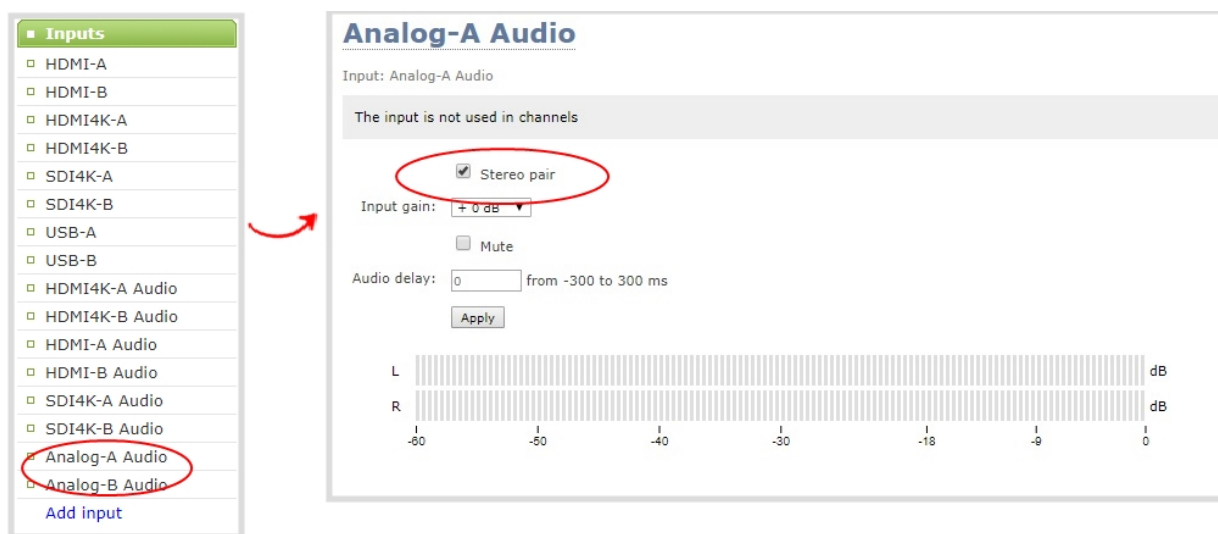 Inputs
HDMI-A
HDMI-B
HDMI4K-A
HDMI4K-B
SDI4K-A
SDI4K-B
USB-A
USB-B
HDMI4K-A Audio
HDMI4K-B Audio
HDMI-A Audio
HDMI-B Audio
SDI4K-A Audio
SDI4K-B Audio
Analog-A Audio
Analog-B Audio
Add input
Analog-A Audio
Input: Analog-A Audio
The input is not used in channels
Stereo pair
Input gain: + 0 dB
Mute
Audio delay: 0 from -300 to 300 ms
Apply
L dB
R dB
-60 -50 -40 -30 -18 -9 0